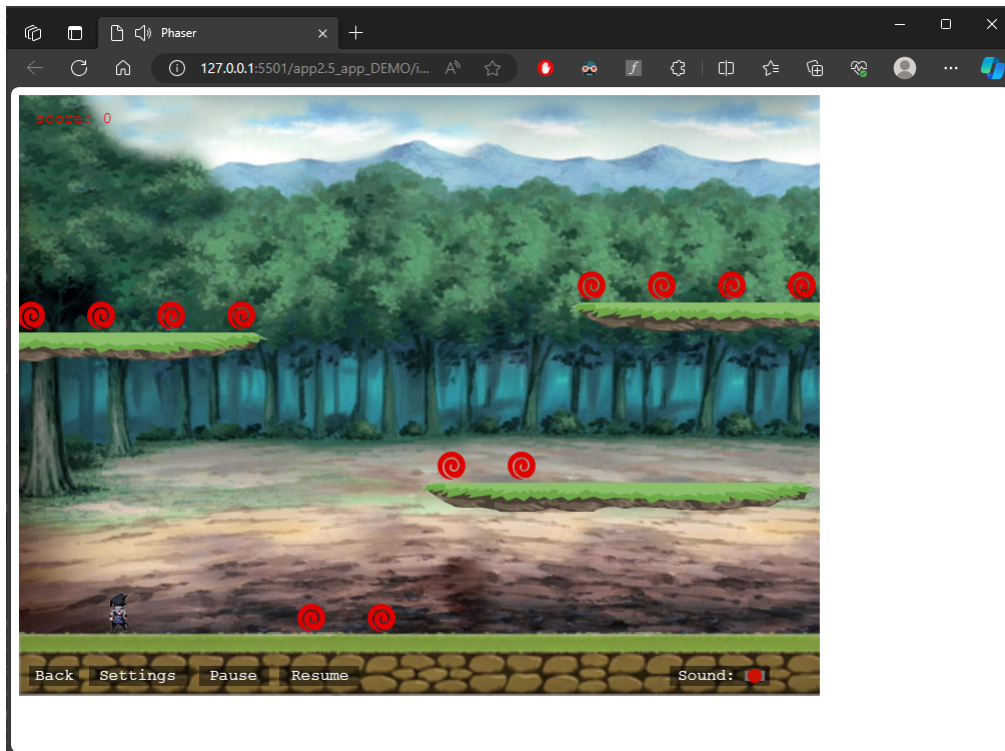 Phaser
127.0.0.1:5501/app2.5_app_DEMO/i...
score: 0
Back Settings Pause Resume Sound: